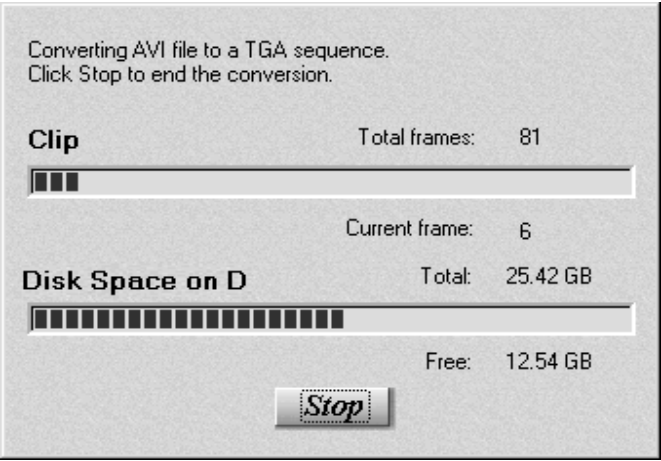 Converting AVI file to a TGA sequence.
Click Stop to end the conversion.
Clip Total frames: 81
Current frame: 6
Disk Space on D Total: 25.42 GB
Free: 12.54 GB
Stop